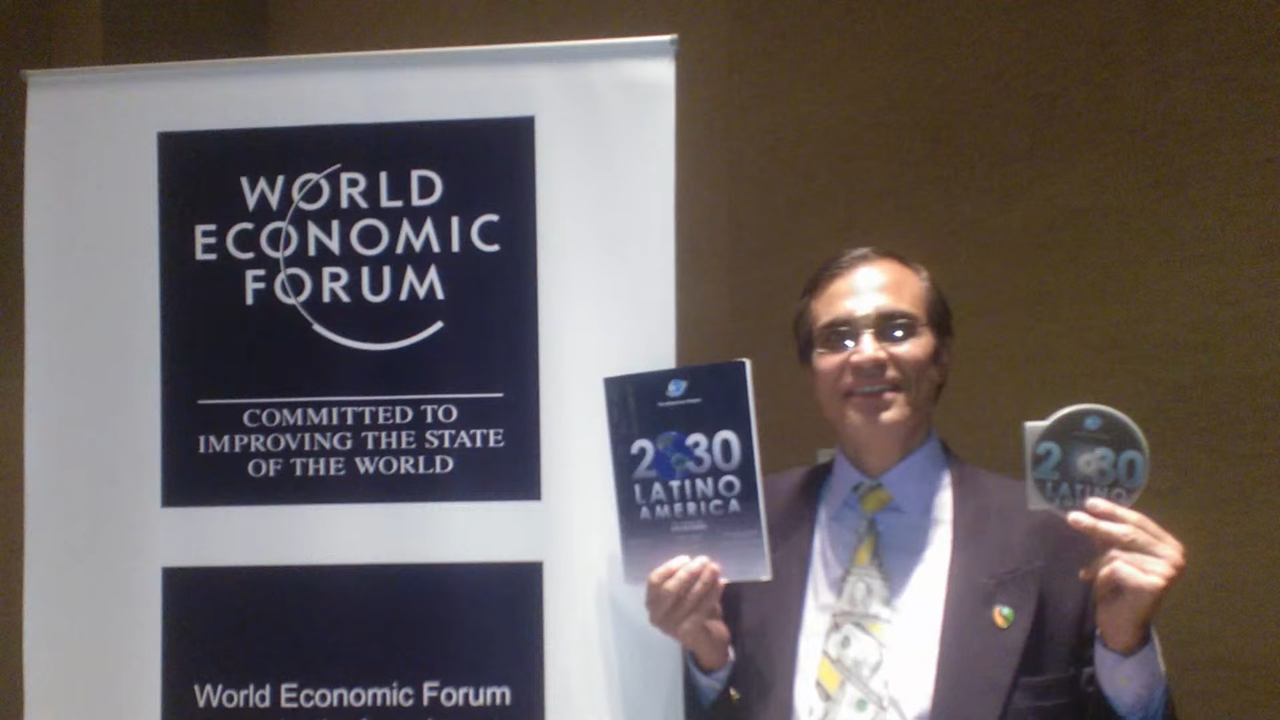 WORLD
ECONOMIC
FORUM
COMMITTED TO
IMPROVING THE STATE
OF THE WORLD
World Economic Forum
2030
LATINO
AMERICA
2030
LATINO